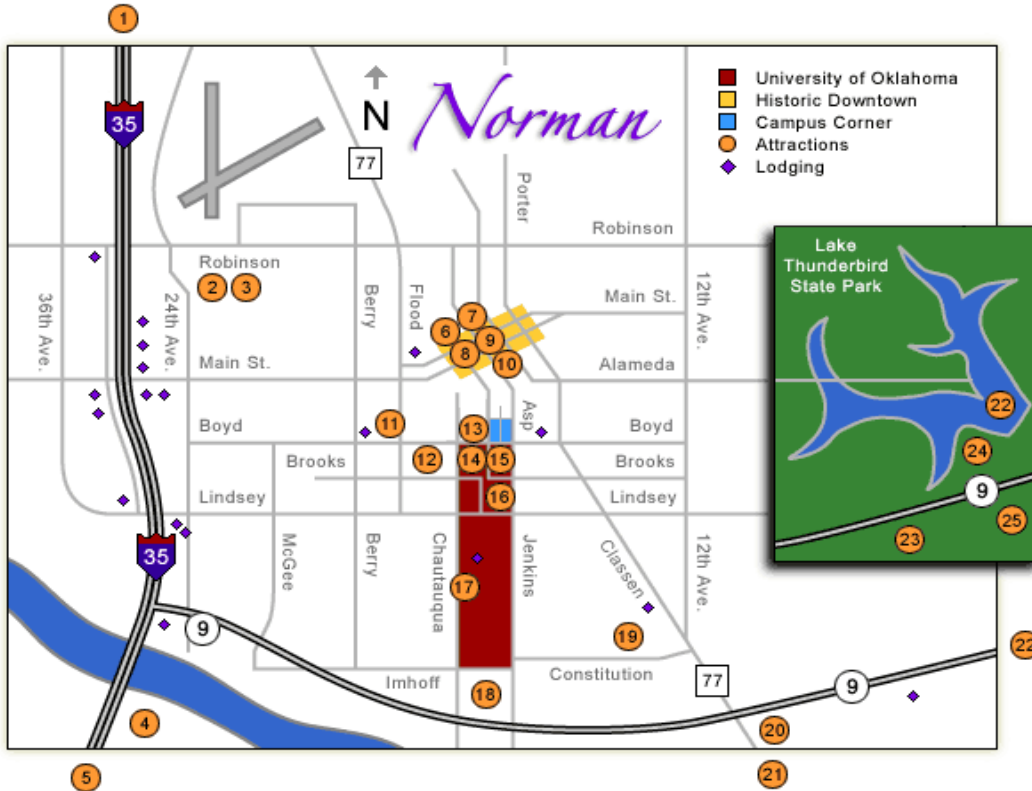 1
35
N
Norman
77
University of Oklahoma
Historic Downtown
Campus Corner
Attractions
Lodging
Porter
Robinson
Lake
Thunderbird
State Park
Robinson
2
3
36th Ave.
24th Ave.
Berry
Flood
Main St.
12th Ave.
7
6
9
8
10
Main St.
Alameda
Asp
22
Boyd
11
13
Boyd
24
Brooks
12
14
15
Brooks
9
Lindsey
16
Lindsey
25
23
35
McGee
Berry
Chautauqua
Jenkins
Classen
12th Ave.
17
9
19
22
Imhoff
Constitution
77
9
18
4
20
5
21